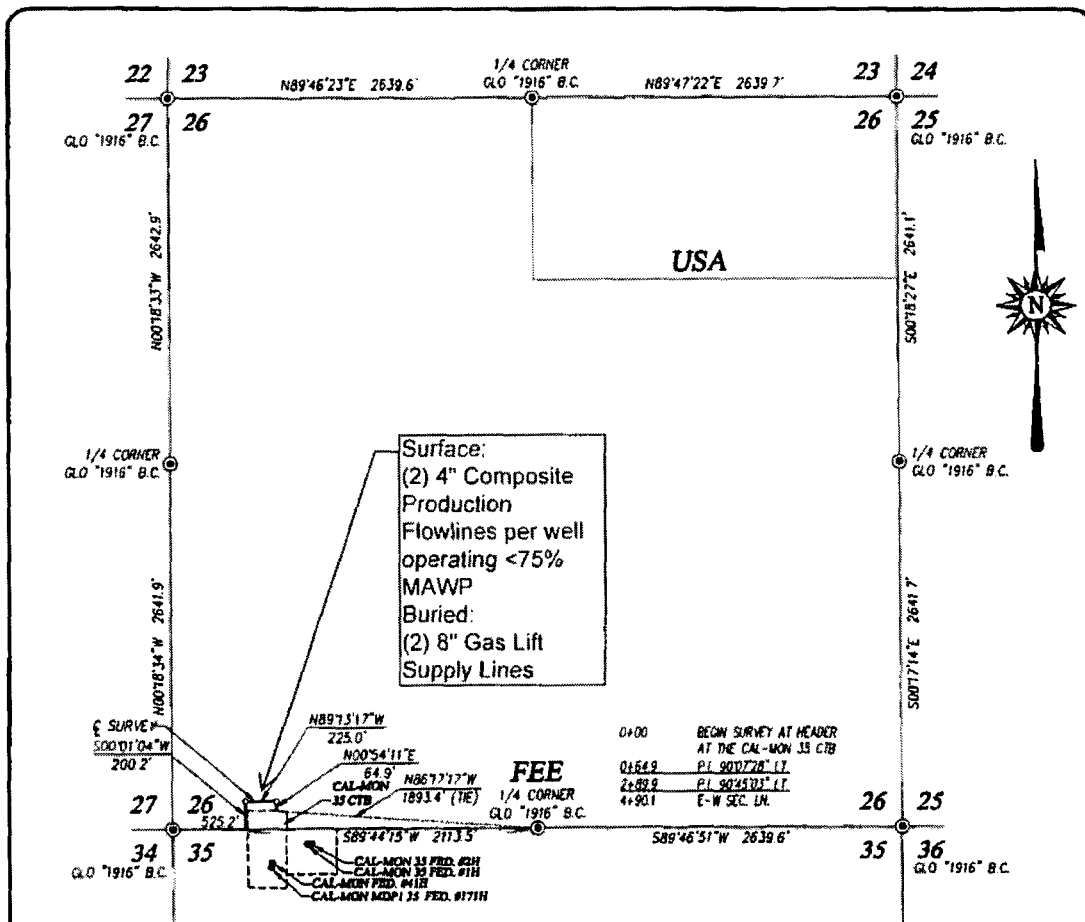 1/4 CORNER
GLO "1916" B.C.
22 23
N89°46'23"E 2639.6'
N89°47'22"E 2639.7'
23 24
27 26
GLO "1916" B.C.
26 25
GLO "1916" B.C.
N00°18'33"W 2642.9'
USA
S00°18'27"E 2641.1'
N
1/4 CORNER
GLO "1916" B.C.
1/4 CORNER
GLO "1916" B.C.
Surface:
(2) 4" Composite
Production
Flowlines per well
operating <75%
MAWP
Buried:
(2) 8" Gas Lift
Supply Lines
N00°18'34"W 2641.9'
S00°17'14"E 2641.7'
℄ SURVEY
S00°01'04"W
200.2'
N89°13'17"W
225.0'
N00°54'11"E
64.9'
CAL-MON
35 CTB
N86°17'17"W
1893.4' (TIE)
FEE
1/4 CORNER
GLO "1916" B.C.
0+00 BEGIN SURVEY AT HEADER
AT THE CAL-MON 35 CTB
0+64.9 P.I. 90°07'28" LT.
2+89.9 P.I. 90°45'03" LT.
4+90.1 E-W SEC. LN.
27 26
525.2'
S89°44'15"W 2113.5'
S89°46'51"W 2639.6'
26 25
34 35
GLO "1916" B.C.
35 36
GLO "1916" B.C.
CAL-MON 35 FED. #2H
CAL-MON 35 FED. #1H
CAL-MON FED. #41H
CAL-MON MDP1 35 FED. #171H